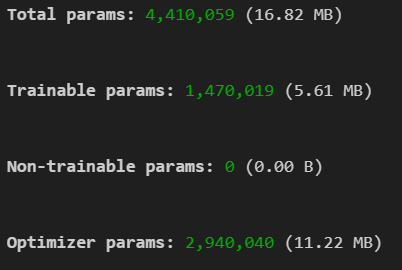 Total params: 4,410,059 (16.82 MB)
Trainable params: 1,470,019 (5.61 MB)
Non-trainable params: 0 (0.00 B)
Optimizer params: 2,940,040 (11.22 MB)